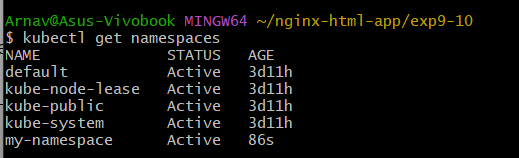 Arnav@Asus-Vivobook MINGW64 ~/nginx-html-app/exp9-10
$ kubectl get namespaces
NAME              STATUS   AGE
default           Active   3d11h
kube-node-lease   Active   3d11h
kube-public       Active   3d11h
kube-system       Active   3d11h
my-namespace      Active   86s